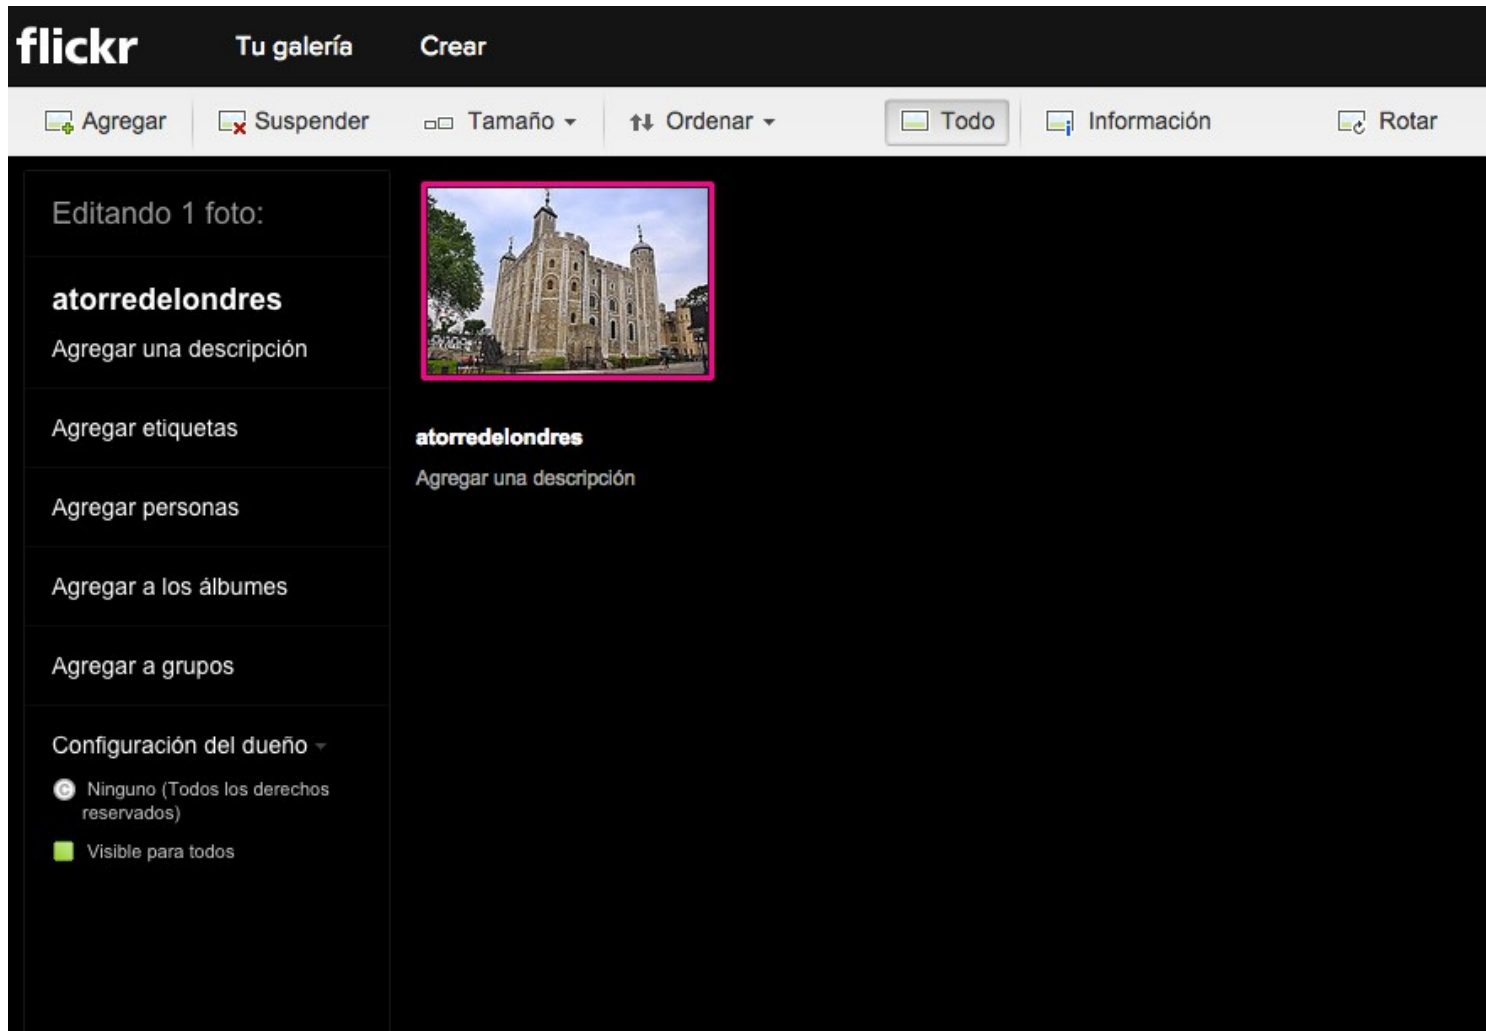 flickr Tu galería Crear
Agregar Suspender Tamaño Ordenar Todo Información Rotar
Editando 1 foto:
atorredelondres
Agregar una descripción
Agregar etiquetas
Agregar personas
Agregar a los álbumes
Agregar a grupos
Configuración del dueño
Ninguno (Todos los derechos
reservados)
Visible para todos
atorredelondres
Agregar una descripción